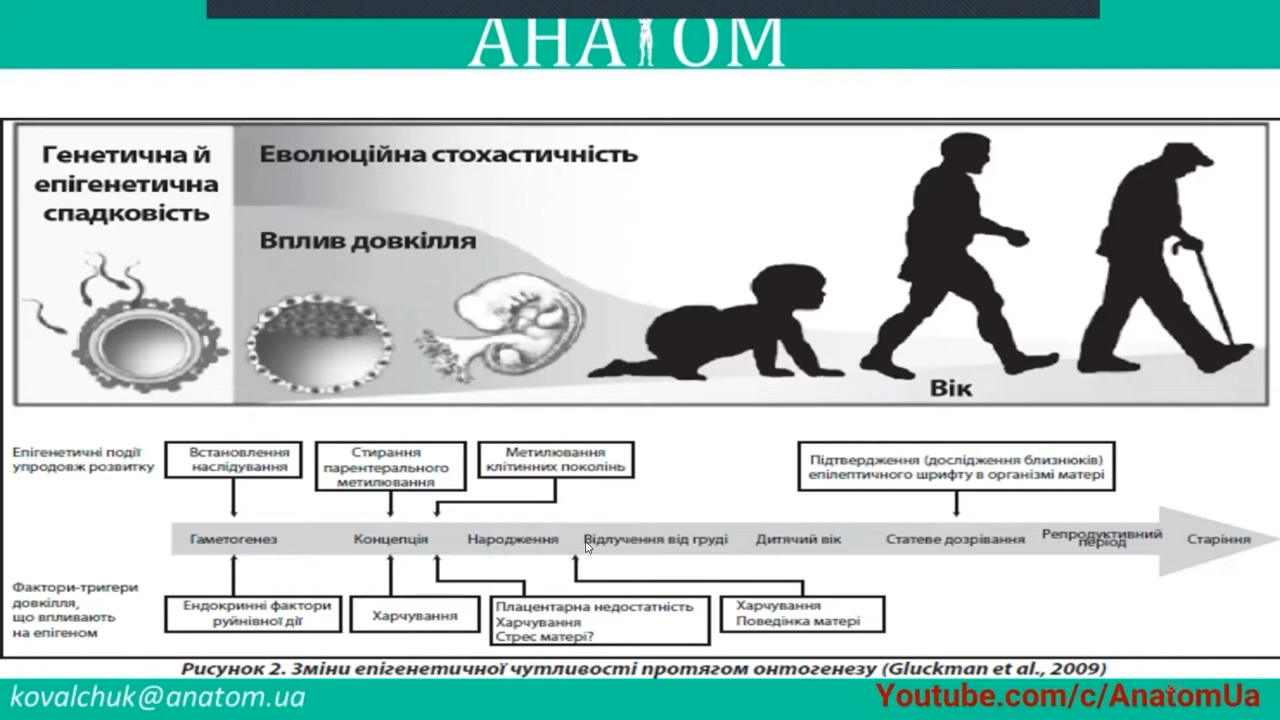 АНАТОМ
Генетична й
епігенетична
спадковість
Еволюційна стохастичність
Вплив довкілля
Вік
Епігенетичні події
упродовж розвитку
Встановлення
наслідування
Стирання
парентерального
метилювання
Метилювання
клітинних поколінь
Підтвердження (дослідження близнюків)
епілептичного шрифту в організмі матері
Гаметогенез
Концепція
Народження
Відлучення від груді
Дитячий вік
Статеве дозрівання
Репродуктивний
період
Старіння
Фактори-тригери
довкілля,
що впливають
на епігеном
Ендокринні фактори
руйнівної дії
Харчування
Плацентарна недостатність
Харчування
Стрес матері?
Харчування
Поведінка матері
Рисунок 2. Зміни епігенетичної чутливості протягом онтогенезу (Gluckman et al., 2009)
kovalchuk@anatom.ua
Youtube.com/c/AnatomUa